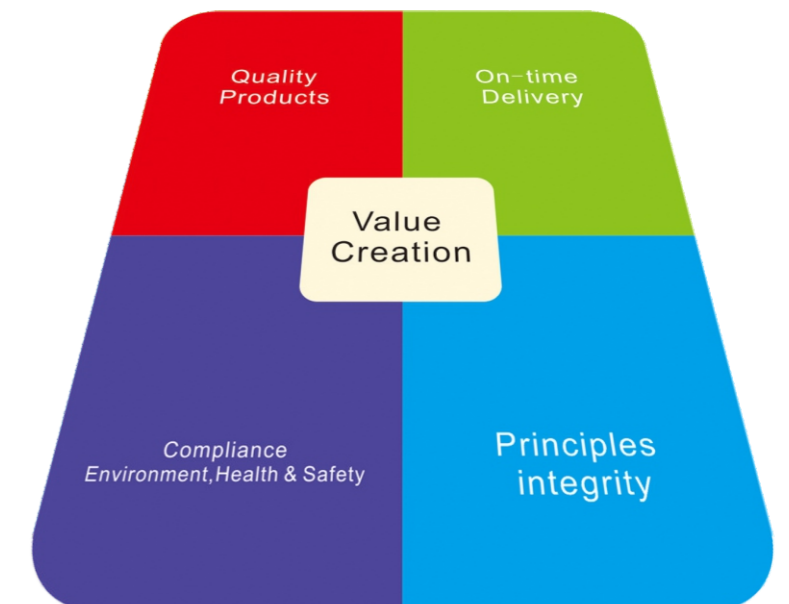 Quality
Products
On-time
Delivery
Value
Creation
Compliance
Environment,Health & Safety
Principles
integrity